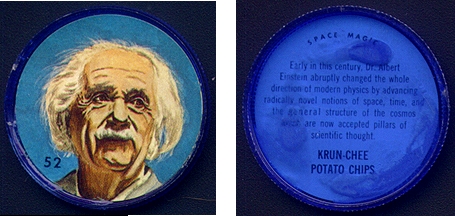 52
SPACE MAGIC
Early in this century, Dr. Albert
Einstein abruptly changed the whole
direction of modern physics by advancing
radically novel notions of space, time, and
the general structure of the cosmos
are now accepted pillars of
scientific thought.
KRUN-CHEE
POTATO CHIPS